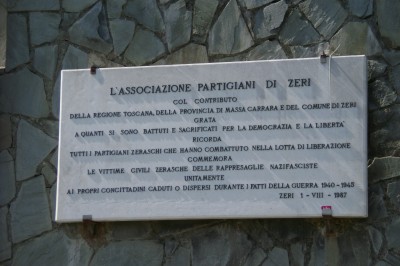 L'ASSOCIAZIONE PARTIGIANI DI ZERI
COL CONTRIBUTO
DELLA REGIONE TOSCANA, DELLA PROVINCIA DI MASSA CARRARA E DEL COMUNE DI ZERI
GRATA
A QUANTI SI SONO BATTUTI E SACRIFICATI PER LA DEMOCRAZIA E LA LIBERTA'
RICORDA
TUTTI I PARTIGIANI ZERASCHI CHE HANNO COMBATTUTO NELLA LOTTA DI LIBERAZIONE
COMMEMORA
LE VITTIME CIVILI ZERASCHE DELLE RAPPRESAGLIE NAZIFASCISTE
UNITAMENTE
AI PROPRI CONCITTADINI CADUTI O DISPERSI DURANTE I FATTI DELLA GUERRA 1940-1945
ZERI 1-VIII-1987